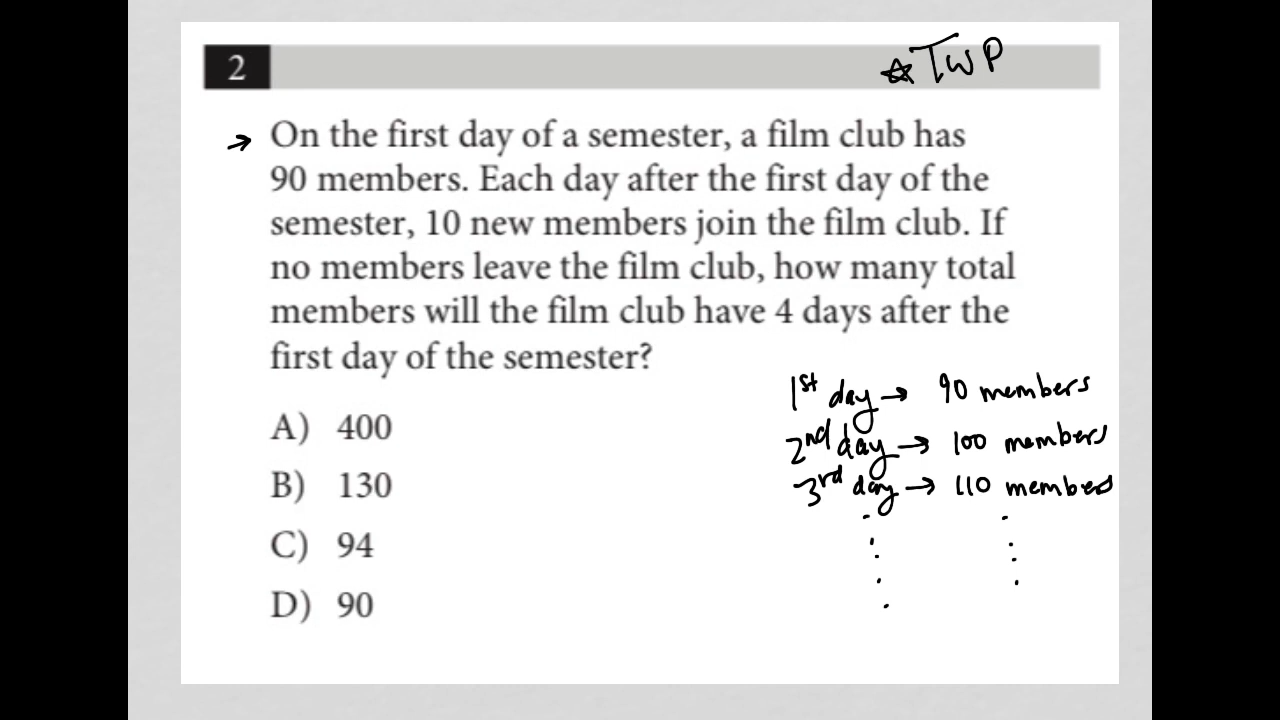 2
☆ TWP
→ On the first day of a semester, a film club has
90 members. Each day after the first day of the
semester, 10 new members join the film club. If
no members leave the film club, how many total
members will the film club have 4 days after the
first day of the semester?
A) 400
B) 130
C) 94
D) 90
1st day → 90 members
2nd day → 100 members
3rd day → 110 members